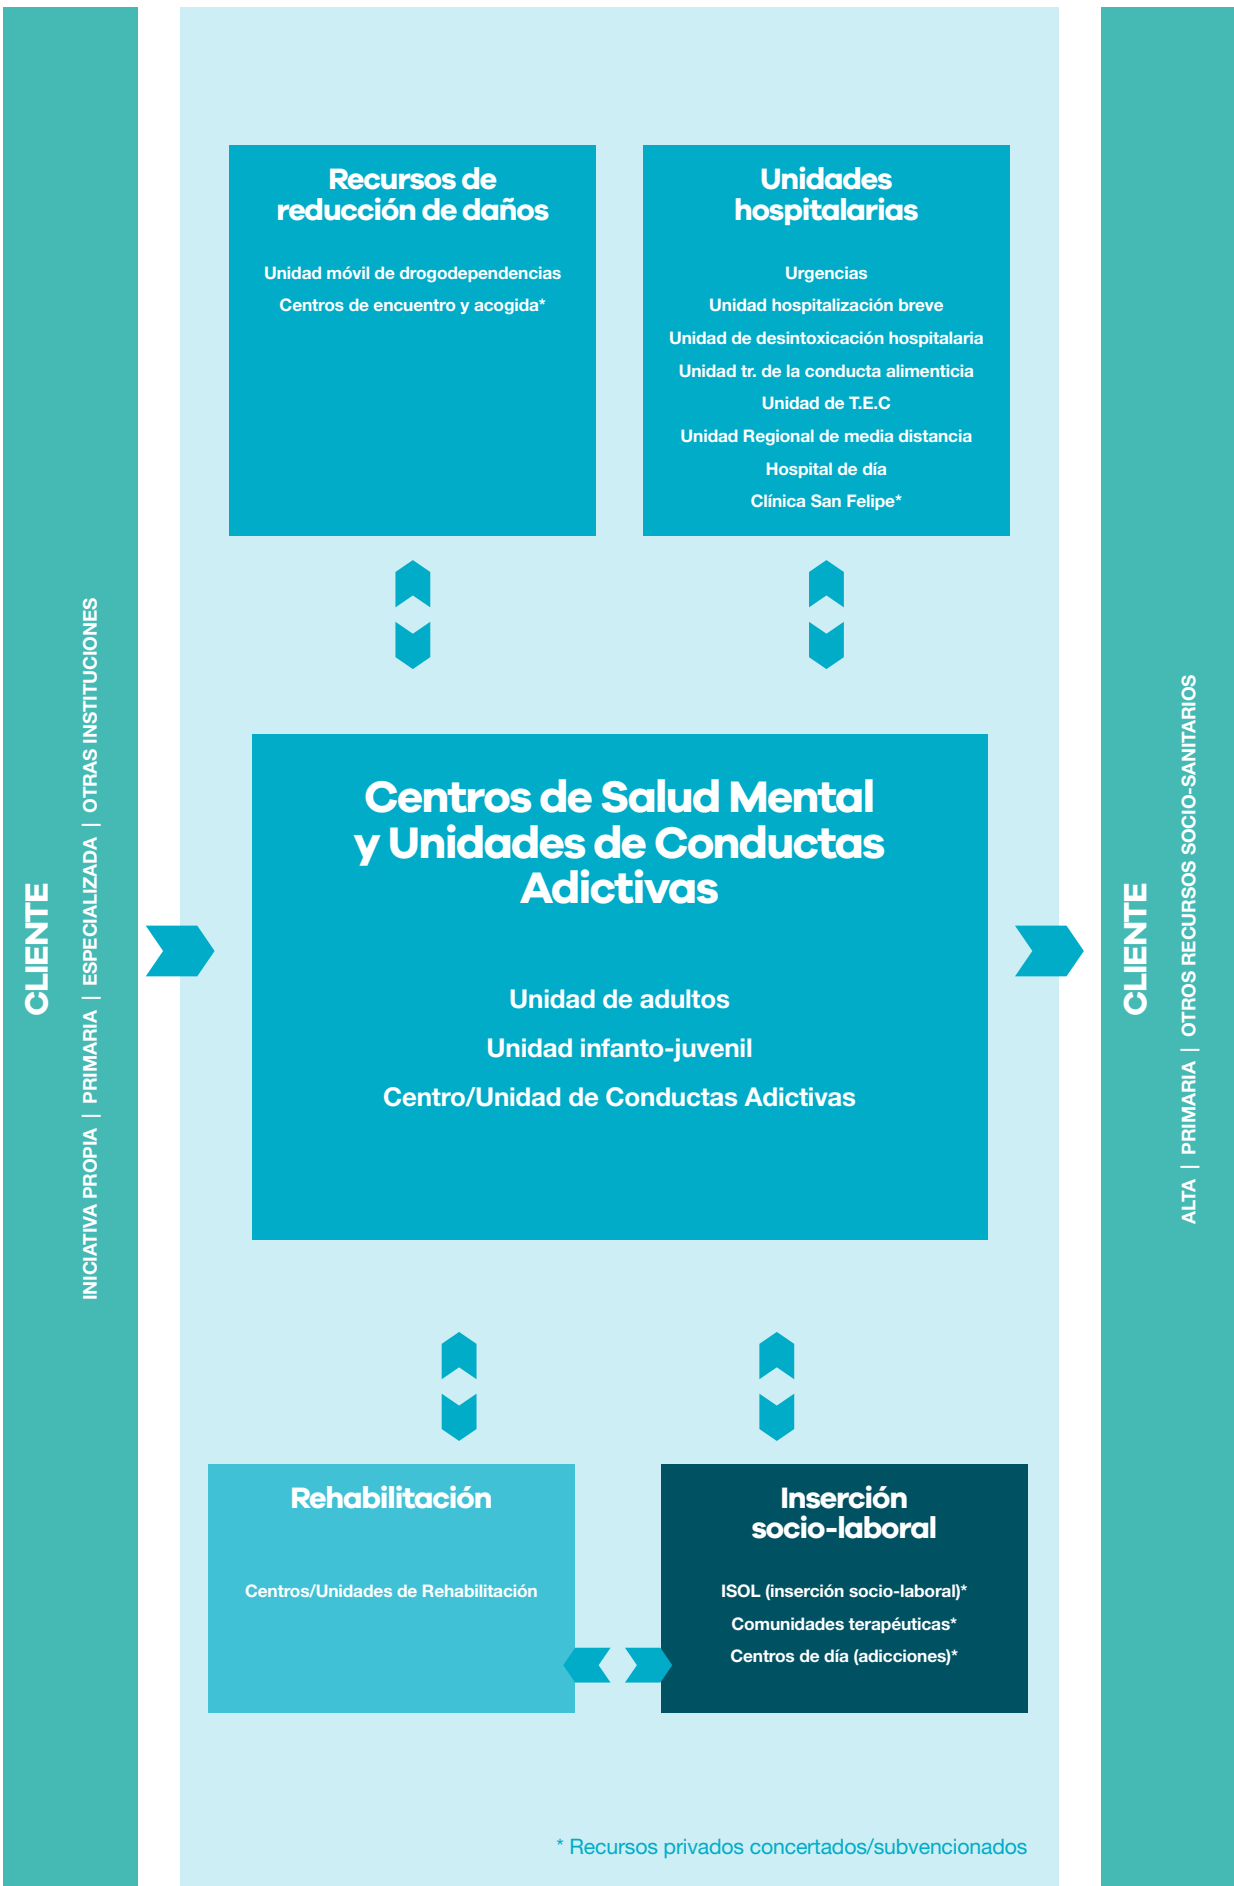 CLIENTE
INICIATIVA PROPIA | PRIMARIA | ESPECIALIZADA | OTRAS INSTITUCIONES
Recursos de
reducción de daños
Unidad móvil de drogodependencias
Centros de encuentro y acogida*
Unidades
hospitalarias
Urgencias
Unidad hospitalización breve
Unidad de desintoxicación hospitalaria
Unidad tr. de la conducta alimenticia
Unidad de T.E.C
Unidad Regional de media distancia
Hospital de día
Clínica San Felipe*
Centros de Salud Mental
y Unidades de Conductas
Adictivas
Unidad de adultos
Unidad infanto-juvenil
Centro/Unidad de Conductas Adictivas
Rehabilitación
Centros/Unidades de Rehabilitación
Inserción
socio-laboral
ISOL (inserción socio-laboral)*
Comunidades terapéuticas*
Centros de día (adicciones)*
* Recursos privados concertados/subvencionados
CLIENTE
ALTA | PRIMARIA | OTROS RECURSOS SOCIO-SANITARIOS